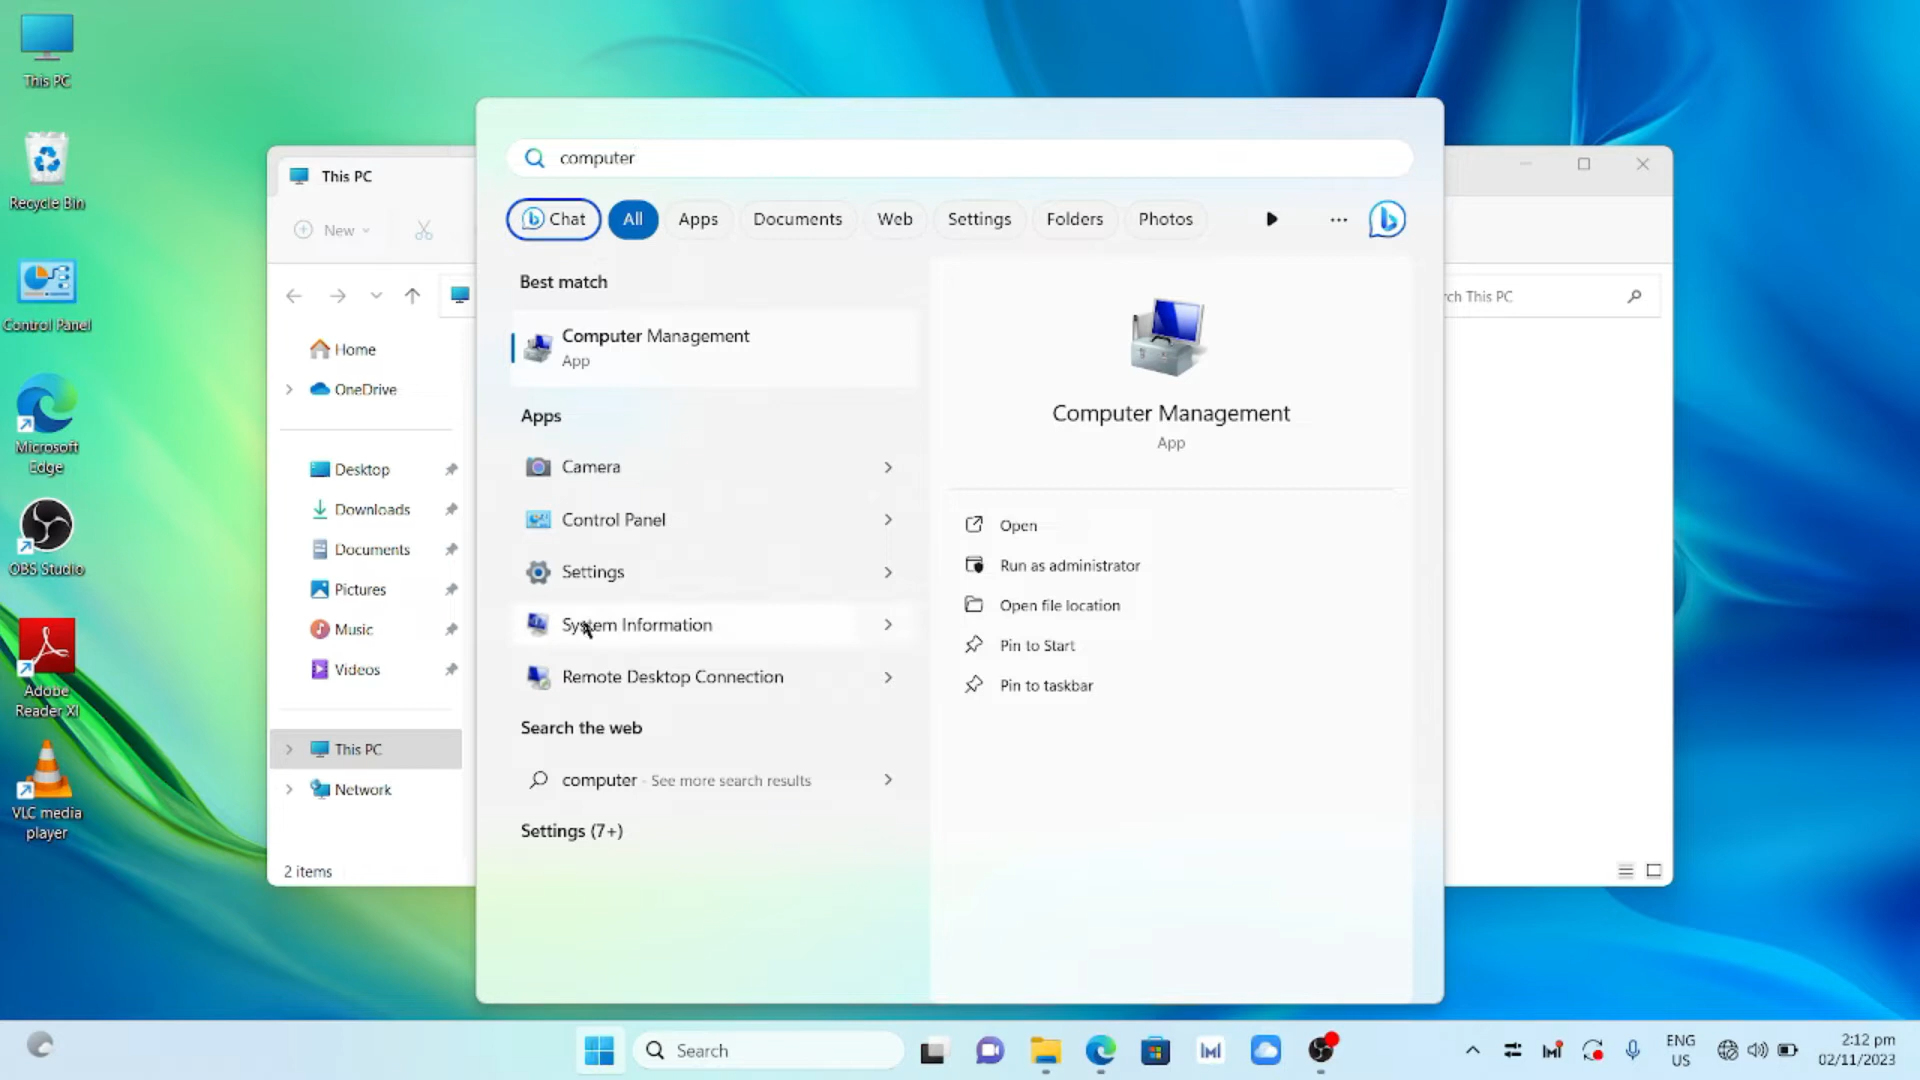 This PC
Recycle Bin
Control Panel
Microsoft
Edge
OBS Studio
Adobe
Reader XI
VLC media
player
This PC
New
Home
OneDrive
Desktop
Downloads
Documents
Pictures
Music
Videos
This PC
Network
2 items
computer
Chat
All
Apps
Documents
Web
Settings
Folders
Photos
Best match
Computer Management
App
Apps
Camera
Control Panel
Settings
System Information
Remote Desktop Connection
Search the web
computer - See more search results
Settings (7+)
Computer Management
App
Open
Run as administrator
Open file location
Pin to Start
Pin to taskbar
rch This PC
Search
ENG
US
2:12 pm
02/11/2023